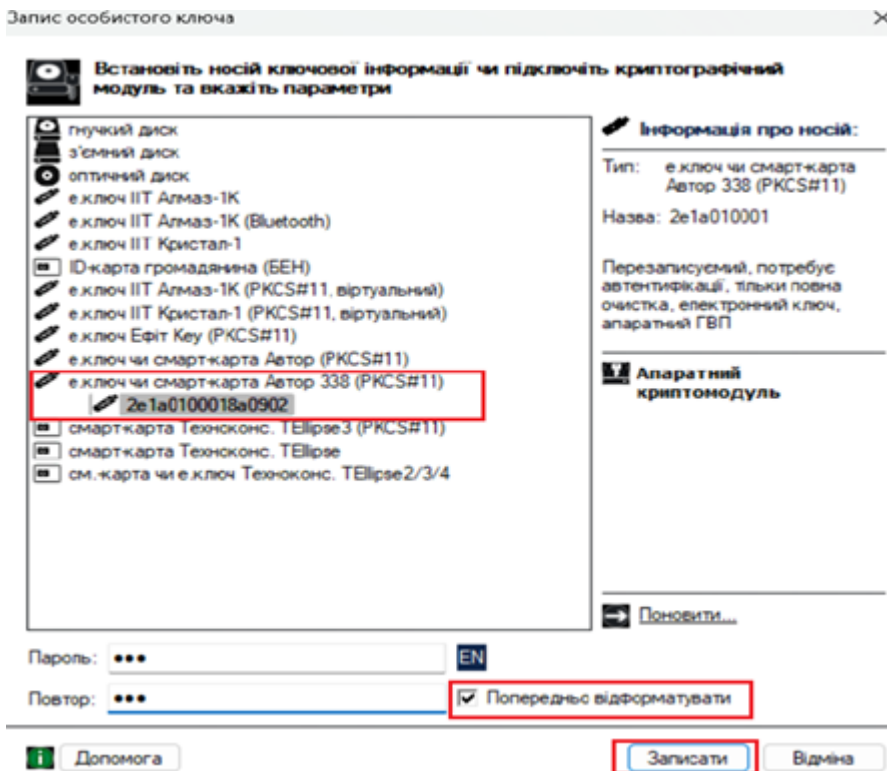 Запис особистого ключа
Встановіть носій ключової інформації чи підключіть криптографічний
модуль та вкажіть параметри
гнучкий диск
з'ємний диск
оптичний диск
е.ключ ІІТ Алмаз-1К
е.ключ ІІТ Алмаз-1К (Bluetooth)
е.ключ ІІТ Кристал-1
ID-карта громадянина (БЕН)
е.ключ ІІТ Алмаз-1К (PKCS#11, віртуальний)
е.ключ ІІТ Кристал-1 (PKCS#11, віртуальний)
е.ключ Ефіт Key (PKCS#11)
е.ключ чи смарт-карта Автор (PKCS#11)
е.ключ чи смарт-карта Автор 338 (PKCS#11)
2e1a0100018a0902
смарт-карта Техноконс. TEllipse3 (PKCS#11)
смарт-карта Техноконс. TEllipse
см.-карта чи е.ключ Техноконс. TEllipse2/3/4
Інформація про носій:
Тип: е.ключ чи смарт-карта
Автор 338 (PKCS#11)
Назва: 2e1a010001
Перезаписуємий, потребує
автентифікації, тільки повна
очистка, електронний ключ,
апаратний ГВП
Апаратний
криптомодуль
Поновити...
Пароль: •••
EN
Повтор: •••
Попередньо відформатувати
Допомога
Записати
Відміна